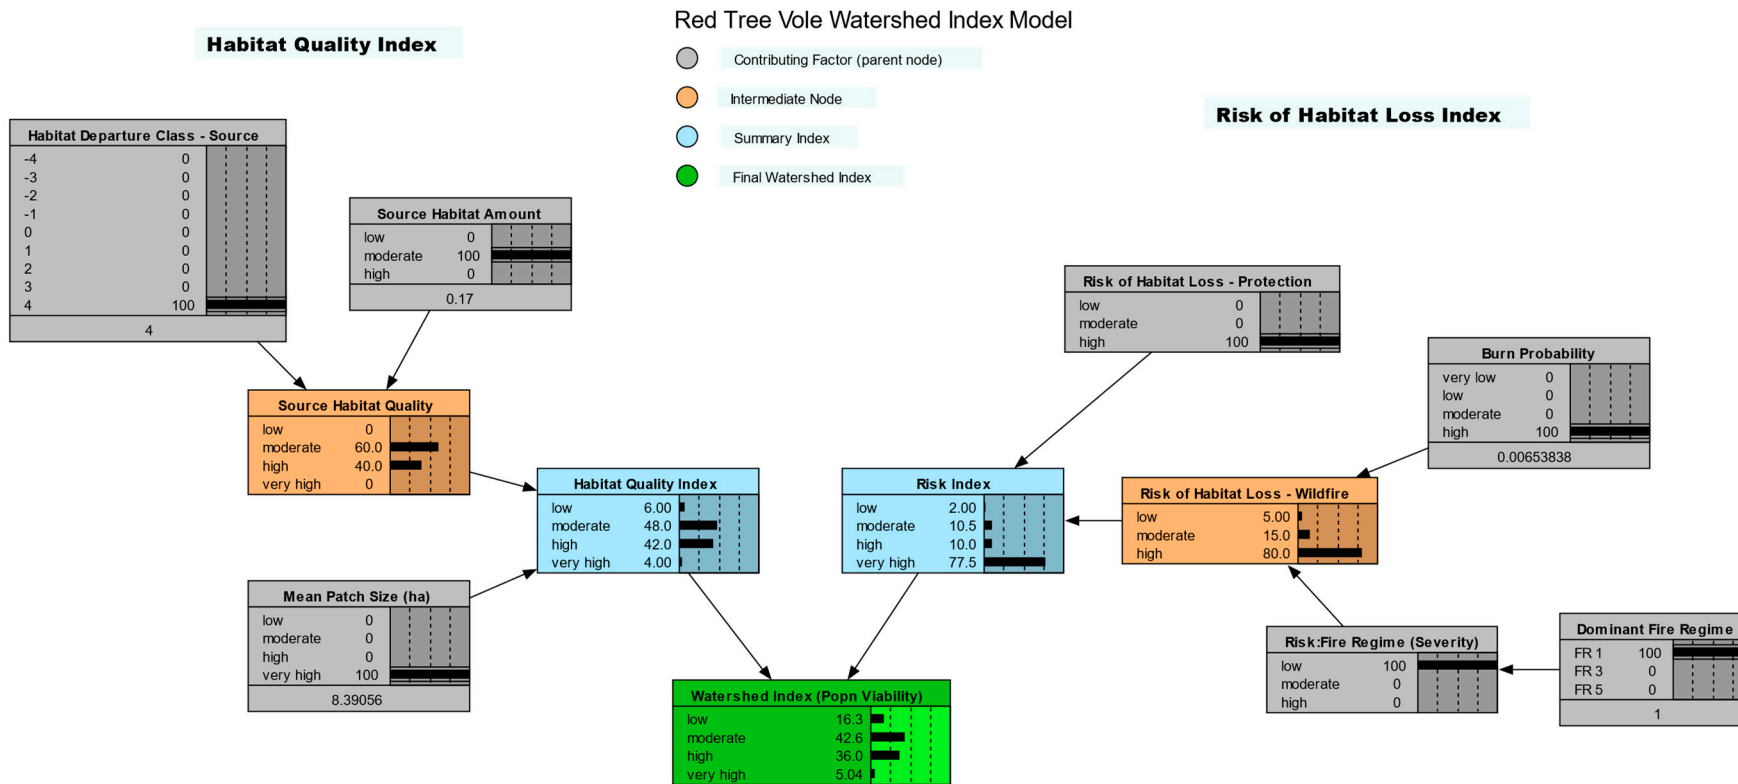 Red Tree Vole Watershed Index Model
Habitat Quality Index
Contributing Factor (parent node)
Intermediate Node
Summary Index
Final Watershed Index
Risk of Habitat Loss Index
Habitat Departure Class - Source
-4 0
-3 0
-2 0
-1 0
0 0
1 0
2 0
3 0
4 100
4
Source Habitat Amount
low 0
moderate 100
high 0
0.17
Risk of Habitat Loss - Protection
low 0
moderate 0
high 100
Burn Probability
very low 0
low 0
moderate 0
high 100
0.00653838
Source Habitat Quality
low 0
moderate 60.0
high 40.0
very high 0
Habitat Quality Index
low 6.00
moderate 48.0
high 42.0
very high 4.00
Risk Index
low 2.00
moderate 10.5
high 10.0
very high 77.5
Risk of Habitat Loss - Wildfire
low 5.00
moderate 15.0
high 80.0
Mean Patch Size (ha)
low 0
moderate 0
high 0
very high 100
8.39056
Risk:Fire Regime (Severity)
low 100
moderate 0
high 0
Dominant Fire Regime
FR 1 100
FR 3 0
FR 5 0
1
Watershed Index (Popn Viability)
low 16.3
moderate 42.6
high 36.0
very high 5.04